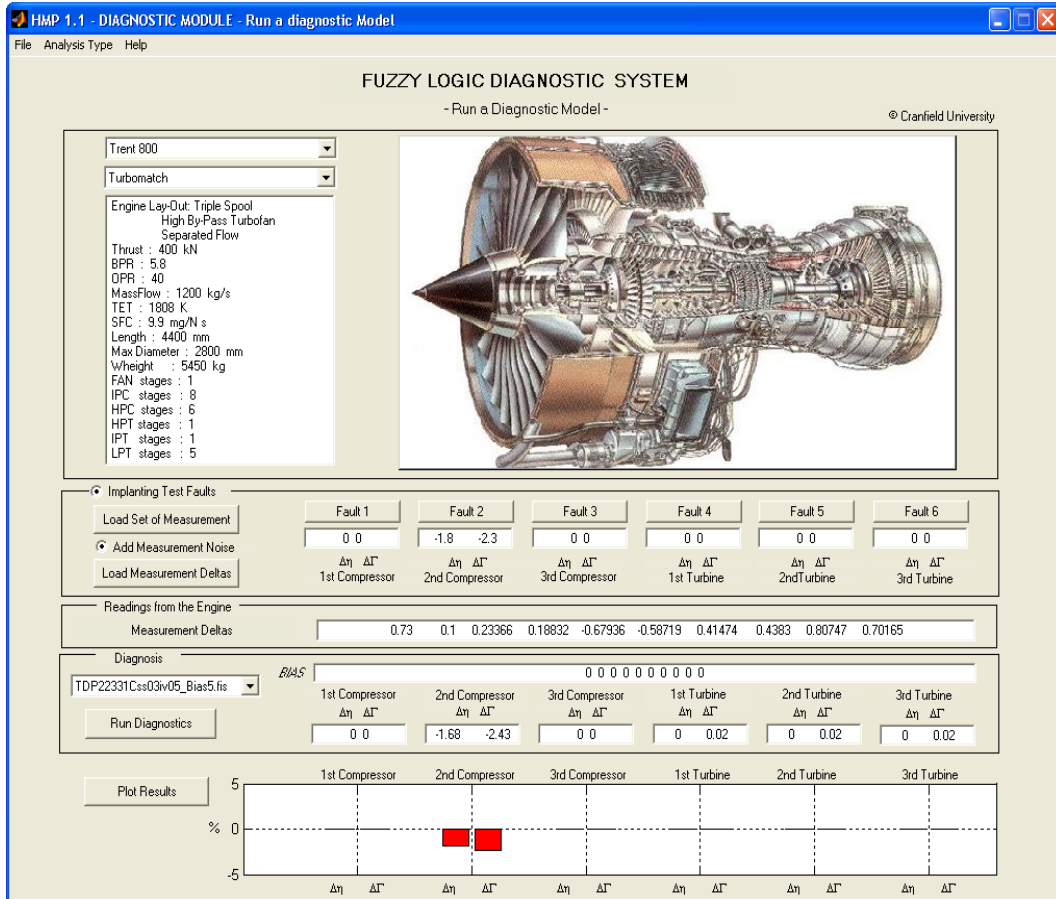 HMP 1.1 - DIAGNOSTIC MODULE - Run a diagnostic Model
File Analysis Type Help
FUZZY LOGIC DIAGNOSTIC SYSTEM
- Run a Diagnostic Model -
© Cranfield University
Trent 800
Turbomatch
Engine Lay-Out: Triple Spool
High By-Pass Turbofan
Separated Flow
Thrust : 400 kN
BPR : 5.8
OPR : 40
MassFlow : 1200 kg/s
TET : 1808 K
SFC : 9.9 mg/N s
Length : 4400 mm
Max Diameter : 2800 mm
Wheight : 5450 kg
FAN stages : 1
IPC stages : 8
HPC stages : 6
HPT stages : 1
IPT stages : 1
LPT stages : 5
Implanting Test Faults
Load Set of Measurement
Add Measurement Noise
Load Measurement Deltas
Fault 1 Fault 2 Fault 3 Fault 4 Fault 5 Fault 6
0 0 -1.8 -2.3 0 0 0 0 0 0 0 0
Δη ΔΓ Δη ΔΓ Δη ΔΓ Δη ΔΓ Δη ΔΓ Δη ΔΓ
1st Compressor 2nd Compressor 3rd Compressor 1st Turbine 2ndTurbine 3rd Turbine
Readings from the Engine
Measurement Deltas 0.73 0.1 0.23366 0.18832 -0.67936 -0.58719 0.41474 0.4383 0.80747 0.70165
Diagnosis
TDP22331Css03iv05_Bias5.fis
Run Diagnostics
BIAS 0 0 0 0 0 0 0 0 0 0
1st Compressor 2nd Compressor 3rd Compressor 1st Turbine 2nd Turbine 3rd Turbine
Δη ΔΓ Δη ΔΓ Δη ΔΓ Δη ΔΓ Δη ΔΓ Δη ΔΓ
0 0 -1.68 -2.43 0 0 0 0.02 0 0.02 0 0.02
Plot Results
1st Compressor 2nd Compressor 3rd Compressor 1st Turbine 2nd Turbine 3rd Turbine
5
% 0
-5
Δη ΔΓ Δη ΔΓ Δη ΔΓ Δη ΔΓ Δη ΔΓ Δη ΔΓ